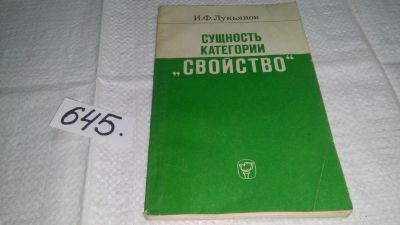 И.Ф.Лукьянов
СУЩНОСТЬ
КАТЕГОРИИ
„СВОЙСТВО“
645.